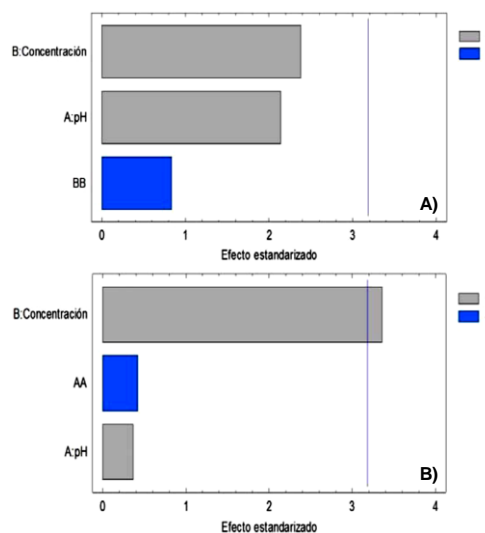 B:Concentración
A:pH
BB
A)
0 1 2 3 4
Efecto estandarizado
B:Concentración
AA
A:pH
B)
0 1 2 3 4
Efecto estandarizado